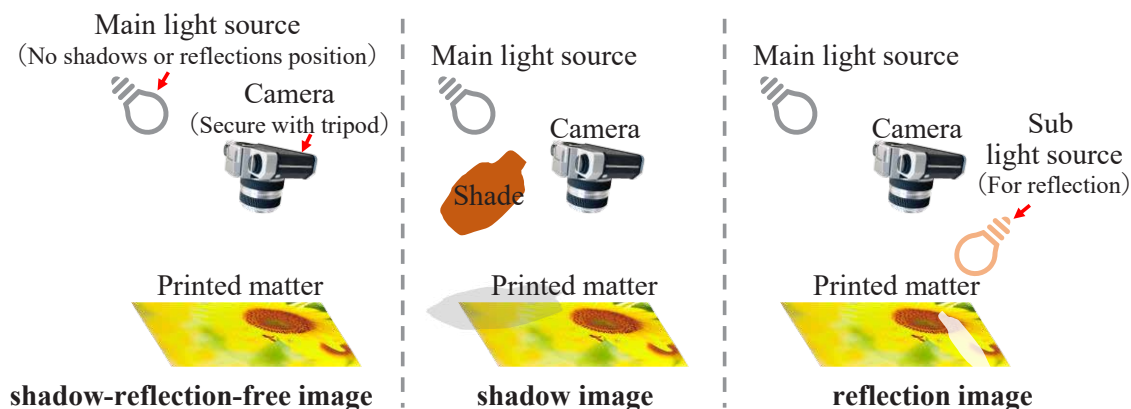 Main light source
（No shadows or reflections position）
Camera
（Secure with tripod）
Printed matter
shadow-reflection-free image
Main light source
Camera
Shade
Printed matter
shadow image
Main light source
Camera
Sub
light source
（For reflection）
Printed matter
reflection image